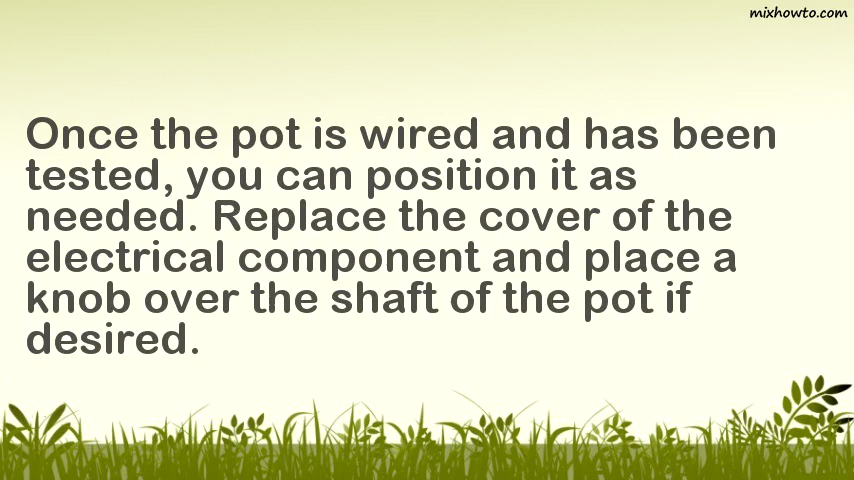 mixhowto.com
Once the pot is wired and has been
tested, you can position it as
needed. Replace the cover of the
electrical component and place a
knob over the shaft of the pot if
desired.